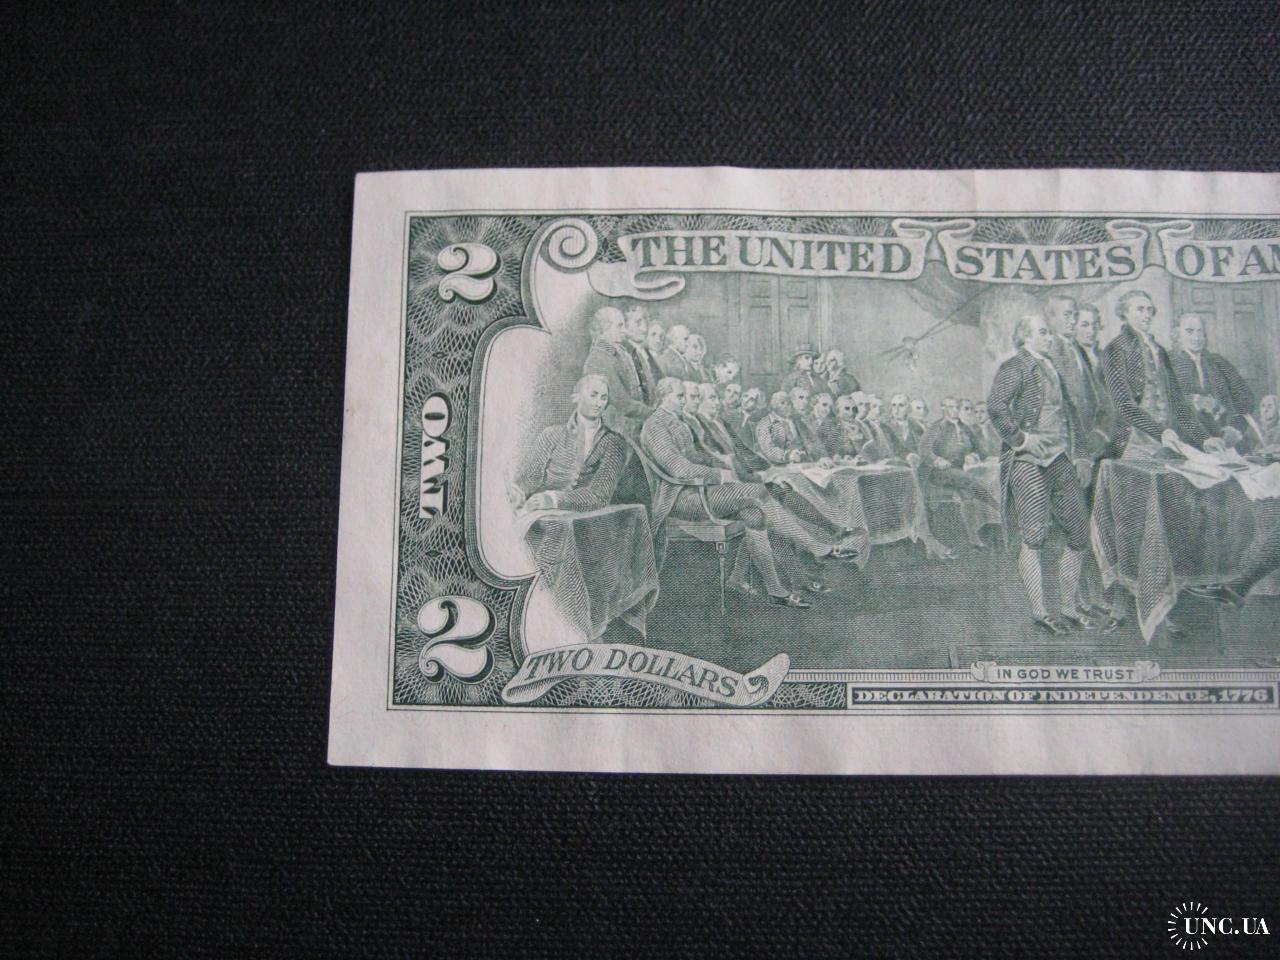 2
THE UNITED STATES OF AM
TWO
2
TWO DOLLARS
IN GOD WE TRUST
DECLARATION OF INDEPENDENCE, 1776
UNC.UA